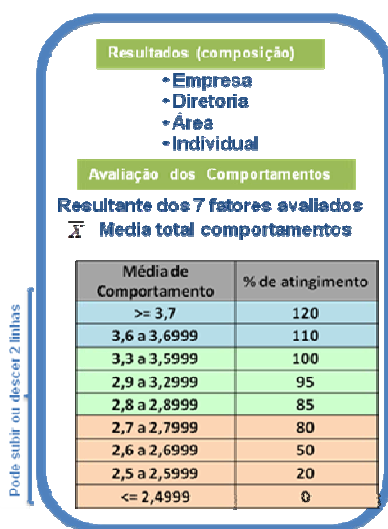 Resultados (composição)
• Empresa
• Diretoria
• Área
• Individual
Avaliação dos Comportamentos
Resultante dos 7 fatores avaliados
X̅ Media total comportamentos
Média de Comportamento | % de atingimento
>= 3,7 | 120
3,6 a 3,6999 | 110
3,3 a 3,5999 | 100
2,9 a 3,2999 | 95
2,8 a 2,8999 | 85
2,7 a 2,7999 | 80
2,6 a 2,6999 | 50
2,5 a 2,5999 | 20
<= 2,4999 | 0
Pode subir ou descer 2 linhas